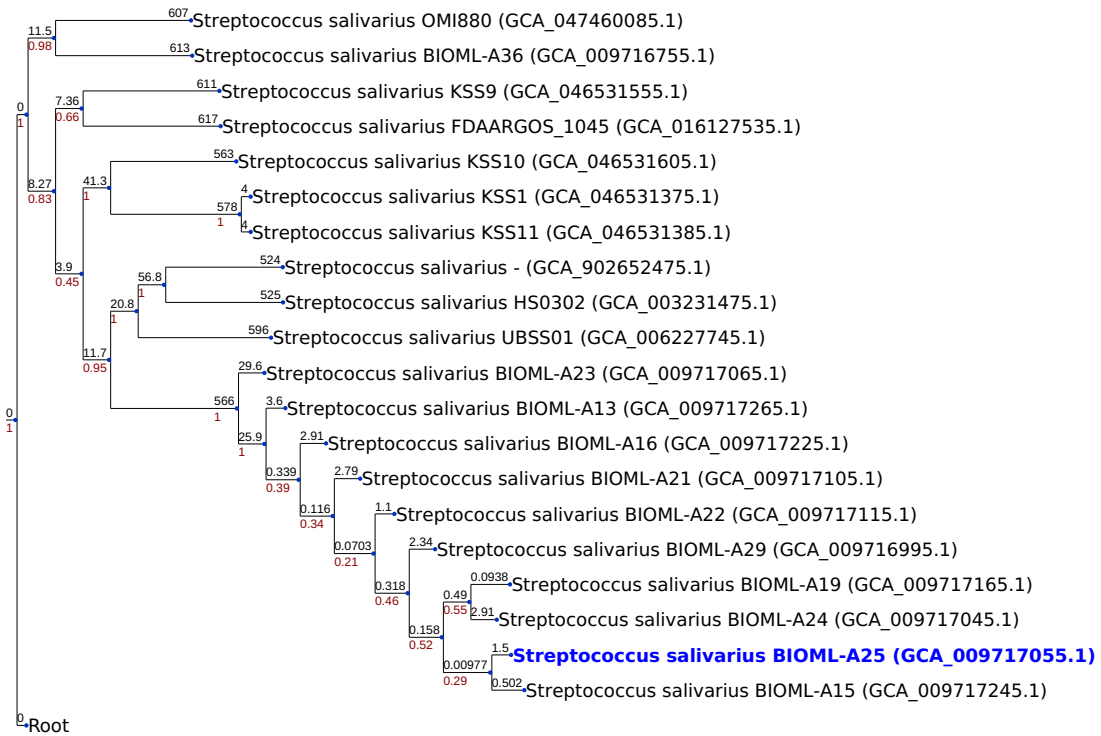 607 Streptococcus salivarius OMI880 (GCA_047460085.1)
11.5
0.98
613 Streptococcus salivarius BIOML-A36 (GCA_009716755.1)
611 Streptococcus salivarius KSS9 (GCA_046531555.1)
7.36
0.66
0
1
617 Streptococcus salivarius FDAARGOS_1045 (GCA_016127535.1)
563 Streptococcus salivarius KSS10 (GCA_046531605.1)
8.27
0.83
41.3
1
4 Streptococcus salivarius KSS1 (GCA_046531375.1)
578
1
4 Streptococcus salivarius KSS11 (GCA_046531385.1)
3.9
0.45
524 Streptococcus salivarius - (GCA_902652475.1)
56.8
1
525 Streptococcus salivarius HS0302 (GCA_003231475.1)
20.8
1
596 Streptococcus salivarius UBSS01 (GCA_006227745.1)
11.7
0.95
29.6 Streptococcus salivarius BIOML-A23 (GCA_009717065.1)
566
1
3.6 Streptococcus salivarius BIOML-A13 (GCA_009717265.1)
0
1
25.9
1
2.91 Streptococcus salivarius BIOML-A16 (GCA_009717225.1)
0.339
0.39
2.79 Streptococcus salivarius BIOML-A21 (GCA_009717105.1)
0.116
0.34
1.1 Streptococcus salivarius BIOML-A22 (GCA_009717115.1)
0.0703
0.21
2.34 Streptococcus salivarius BIOML-A29 (GCA_009716995.1)
0.318
0.46
0.0938 Streptococcus salivarius BIOML-A19 (GCA_009717165.1)
0.49
0.55
2.91 Streptococcus salivarius BIOML-A24 (GCA_009717045.1)
0.158
0.52
1.5 Streptococcus salivarius BIOML-A25 (GCA_009717055.1)
0.00977
0.29
0.502 Streptococcus salivarius BIOML-A15 (GCA_009717245.1)
0 Root